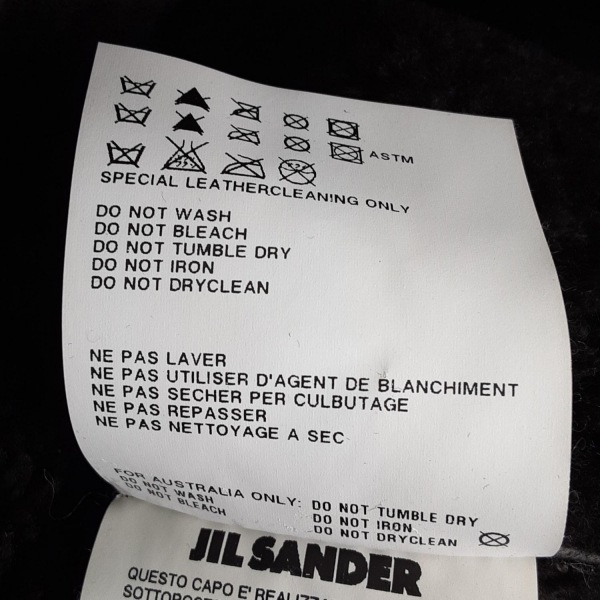 ASTM
SPECIAL LEATHERCLEANING ONLY
DO NOT WASH
DO NOT BLEACH
DO NOT TUMBLE DRY
DO NOT IRON
DO NOT DRYCLEAN
NE PAS LAVER
NE PAS UTILISER D'AGENT DE BLANCHIMENT
NE PAS SECHER PER CULBUTAGE
NE PAS REPASSER
NE PAS NETTOYAGE A SEC
FOR AUSTRALIA ONLY: DO NOT TUMBLE DRY
DO NOT WASH DO NOT IRON
DO NOT BLEACH DO NOT DRYCLEAN
JIL SANDER
QUESTO CAPO E'